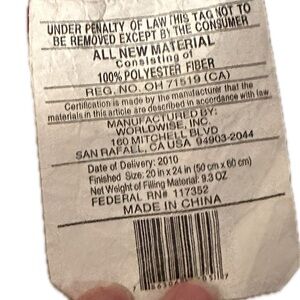 UNDER PENALTY OF LAW THIS TAG NOT TO
BE REMOVED EXCEPT BY THE CONSUMER
ALL NEW MATERIAL
Consisting of
100% POLYESTER FIBER
REG. NO. OH 71519 (CA)
Certification is made by the manufacturer that the
materials in this article are described in accordance with law.
MANUFACTURED BY:
WORLDWISE, INC.
160 MITCHELL BLVD
SAN RAFALL, CA USA 94903-2044
Date of Delivery: 2010
Finished Size: 20 in x 24 in (50 cm x 60 cm)
Net Weight of Filling Material: 9.3 OZ
FEDERAL RN# 117352
MADE IN CHINA